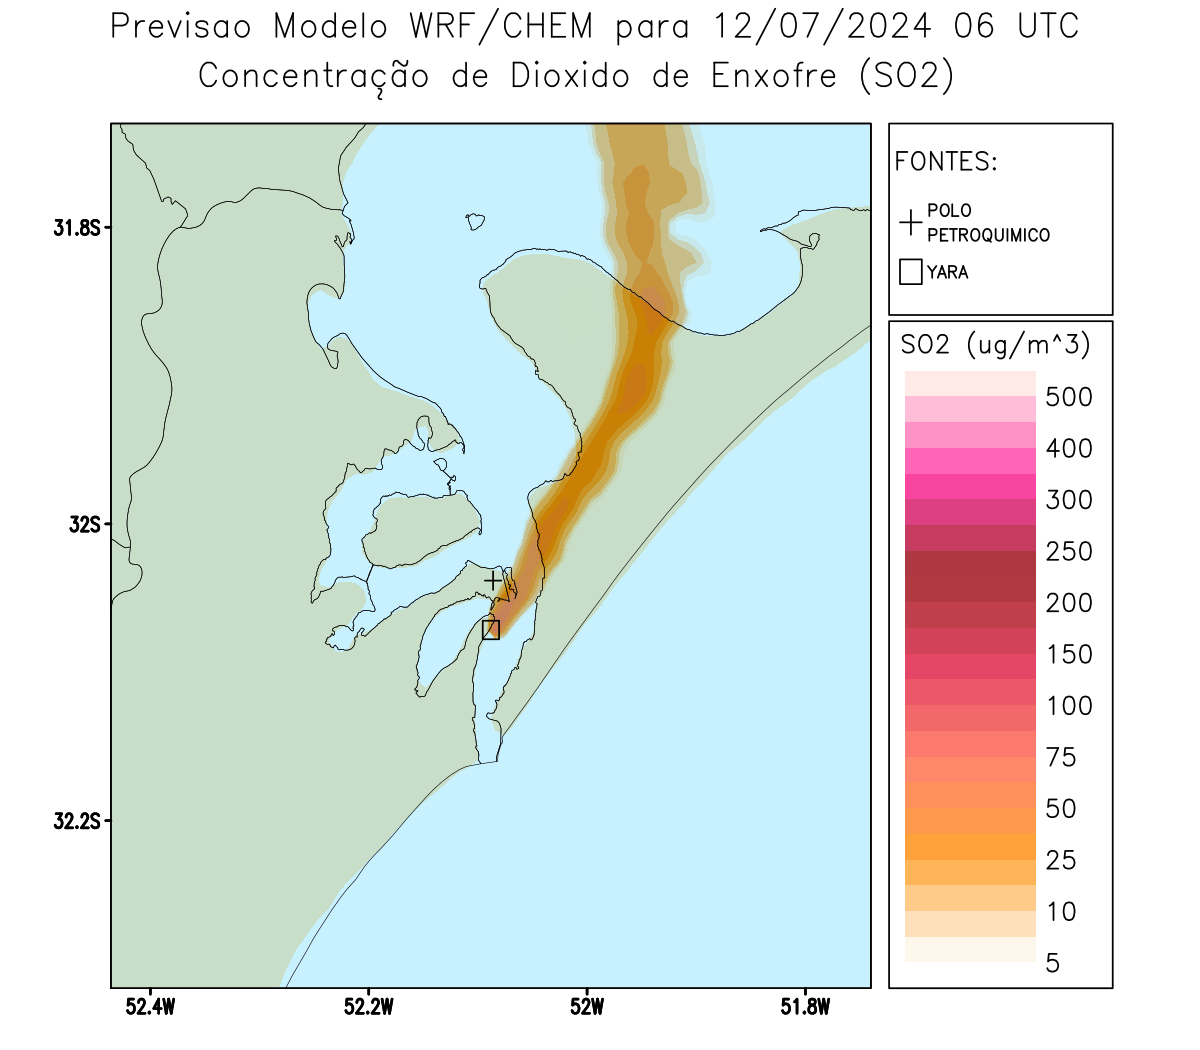 Previsao Modelo WRF/CHEM para 12/07/2024 06 UTC
Concentração de Dioxido de Enxofre (SO2)
FONTES:
POLO
PETROQUIMICO
YARA
31.8S
32S
32.2S
52.4W
52.2W
52W
51.8W
SO2 (ug/m^3)
500
400
300
250
200
150
100
75
50
25
10
5